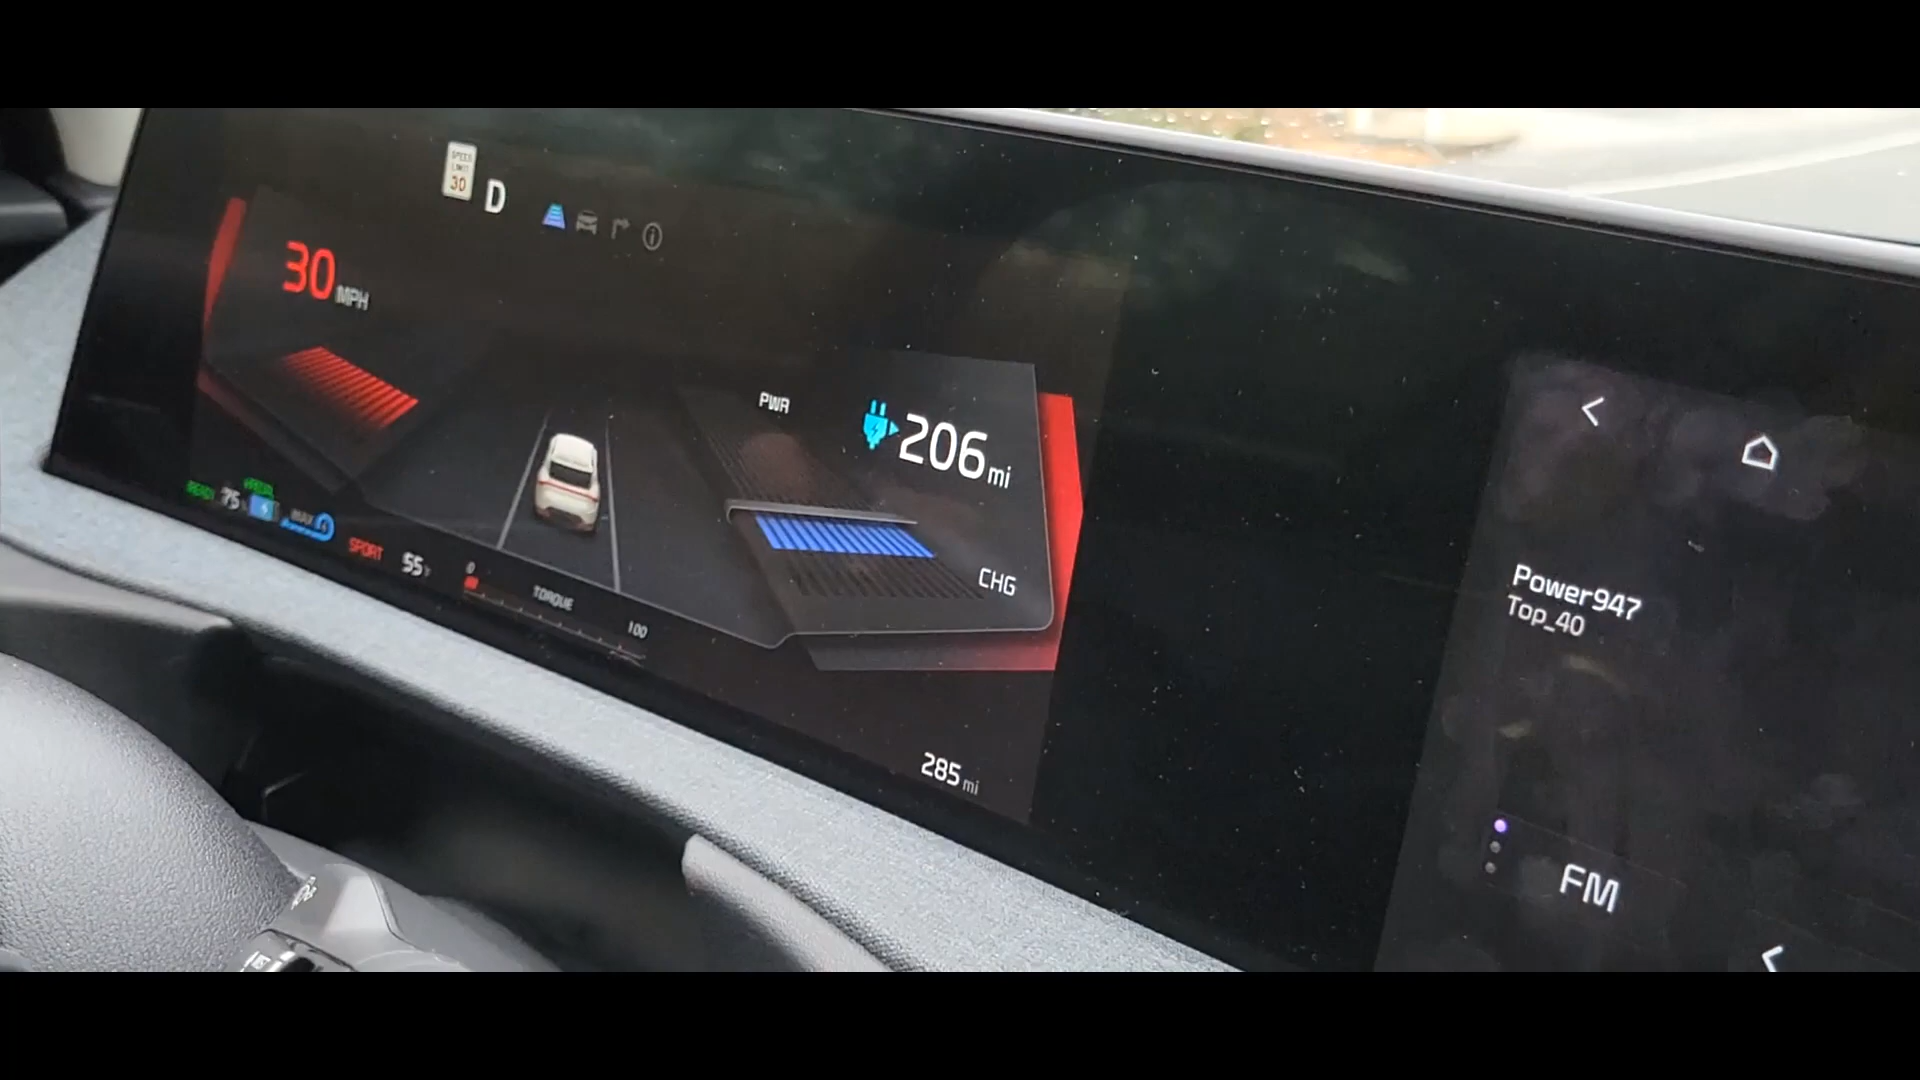 SPEED
LIMIT
30
D
30 MPH
PWR
206 mi
CHG
READY
75
MAX
SPORT
55°F
0
TORQUE
100
285 mi
Power947
Top_40
FM